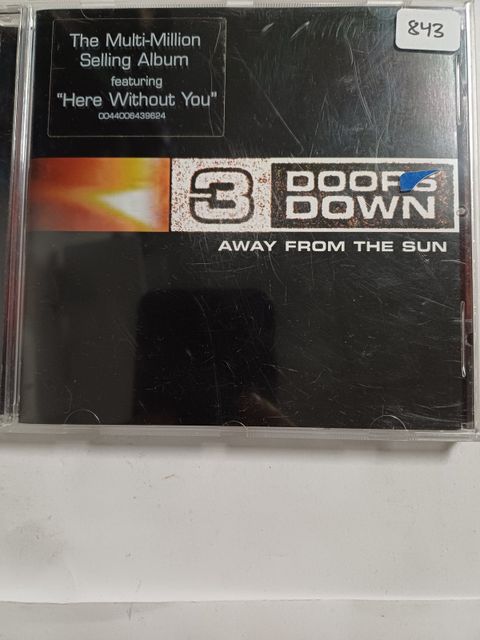 843
The Multi-Million
Selling Album
featuring
"Here Without You"
0044006439624
3
DOORS
DOWN
AWAY FROM THE SUN